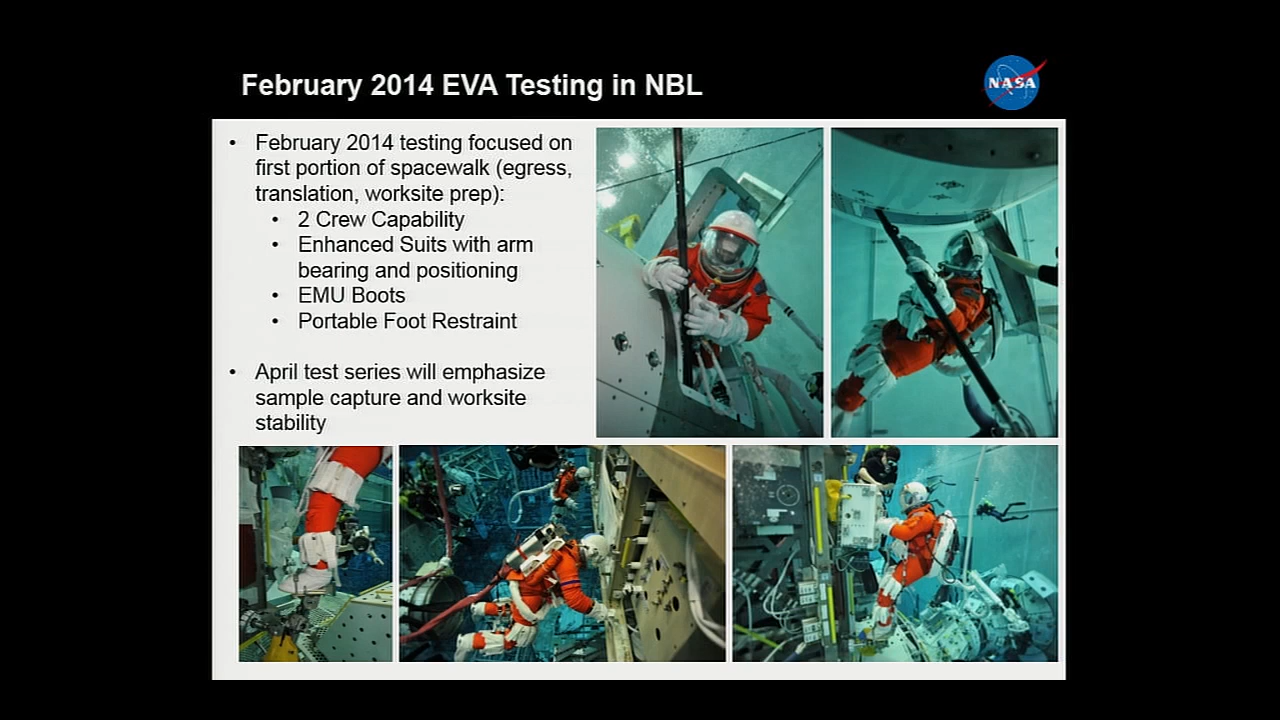 February 2014 EVA Testing in NBL
NASA
• February 2014 testing focused on
first portion of spacewalk (egress,
translation, worksite prep):
• 2 Crew Capability
• Enhanced Suits with arm
bearing and positioning
• EMU Boots
• Portable Foot Restraint
• April test series will emphasize
sample capture and worksite
stability